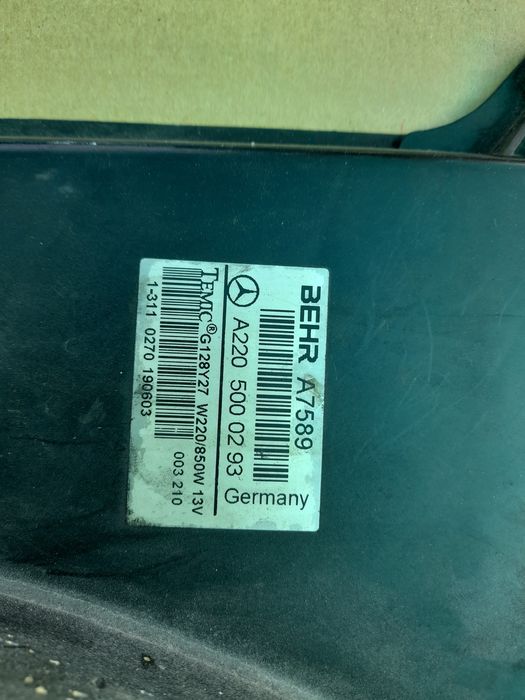 BEHR A7589
A220 500 02 93
Germany
TEMIC® G128Y27 W220/850W 13V
003 210
1-311 0270 190603